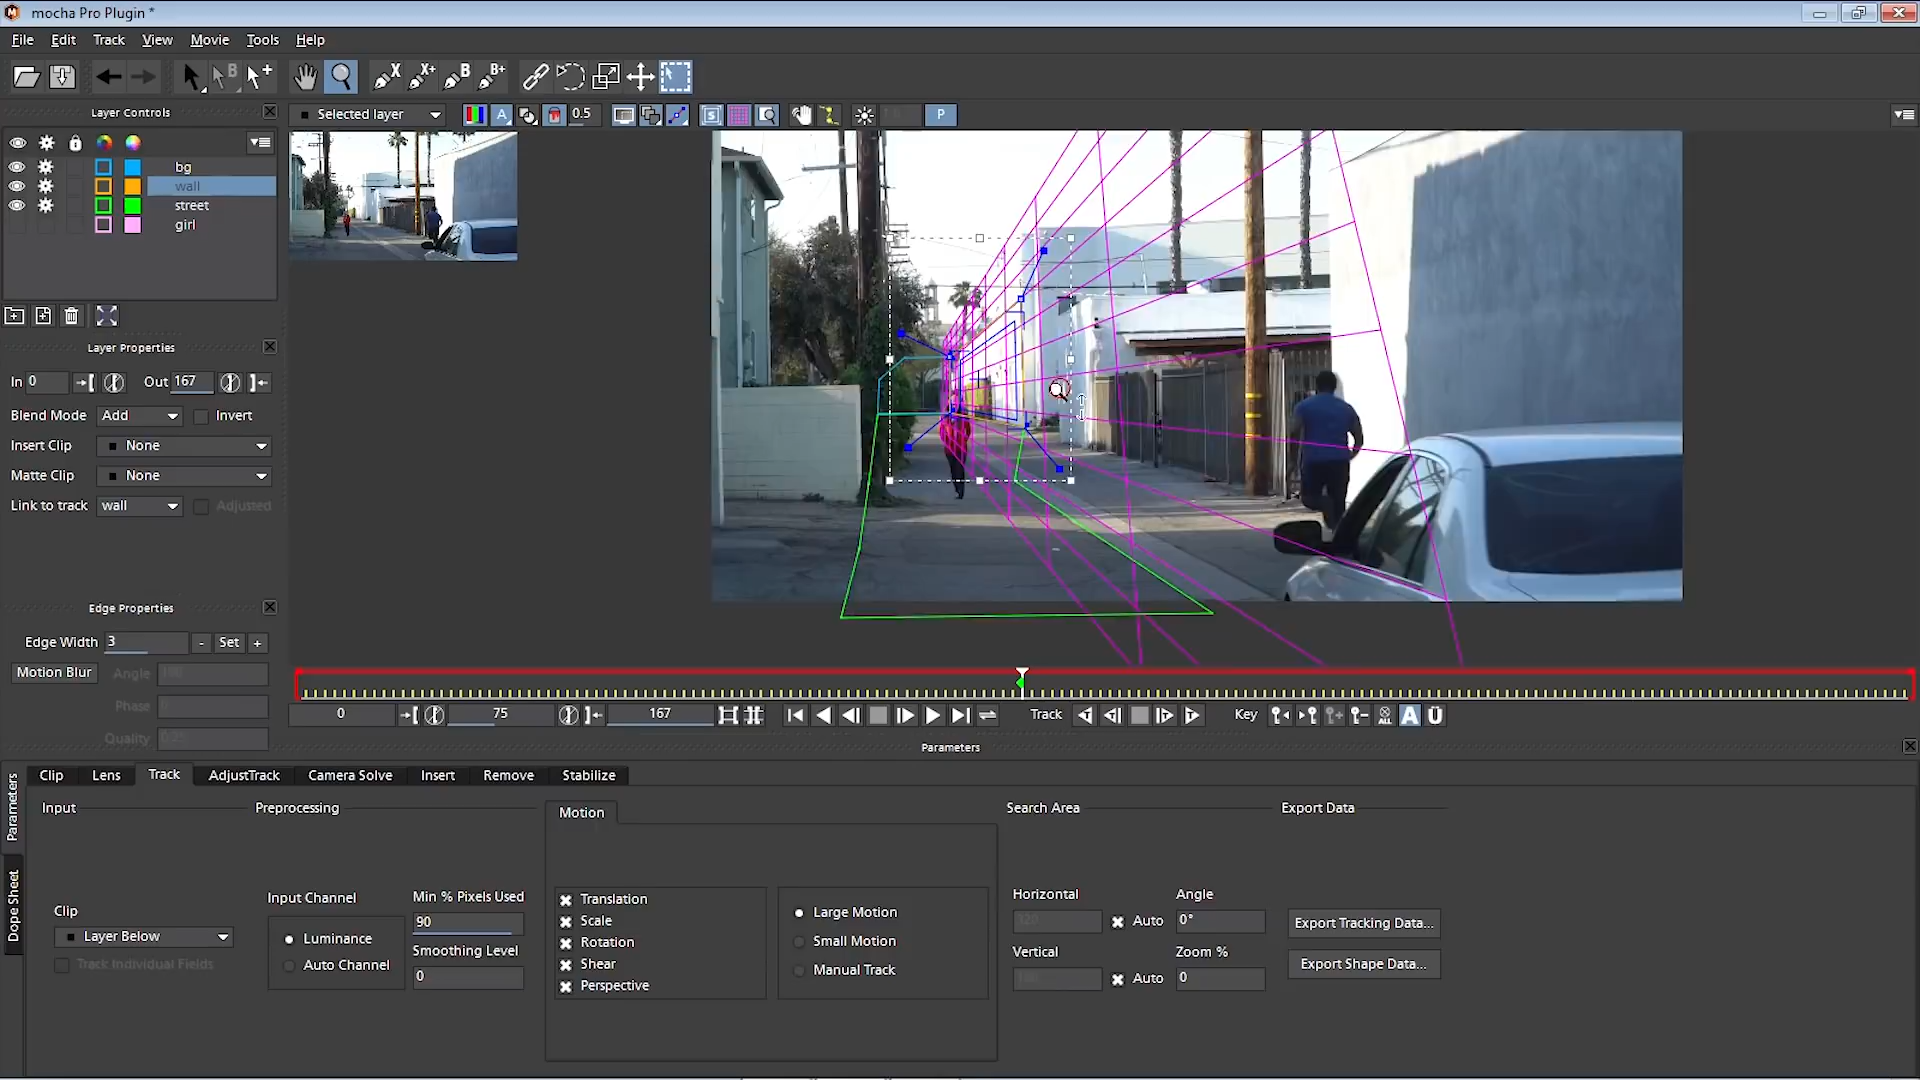 mocha Pro Plugin *
File Edit Track View Movie Tools Help
X X+ B B+
Layer Controls
Selected layer A 0.5 P
bg
wall
street
girl
Layer Properties
In 0 Out 167
Blend Mode Add Invert
Insert Clip None
Matte Clip None
Link to track wall Adjusted
Edge Properties
Edge Width 3 - Set +
Motion Blur Angle 180
Phase 0
Quality 0.25
0 75 167 Track Key ALL A Ü
Parameters
Clip Lens Track AdjustTrack Camera Solve Insert Remove Stabilize
Parameters
Dope Sheet
Input Preprocessing Motion Search Area Export Data
Clip
Layer Below
Track Individual Fields
Input Channel
Luminance
Auto Channel
Min % Pixels Used
90
Smoothing Level
0
Translation
Scale
Rotation
Shear
Perspective
Large Motion
Small Motion
Manual Track
Horizontal
Auto
Vertical
Auto
Angle
0°
Zoom %
0
Export Tracking Data...
Export Shape Data...